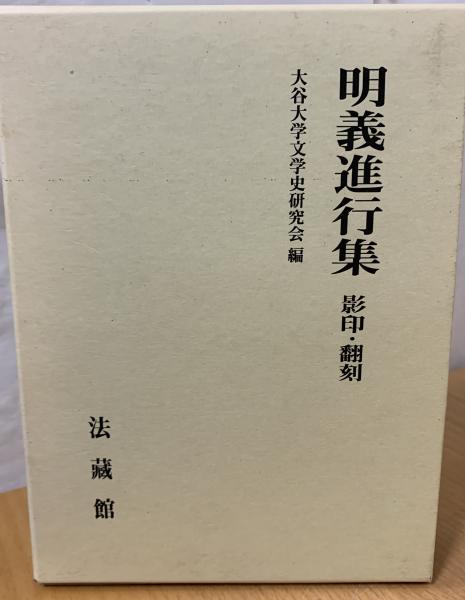 明義進行集 影印・翻刻
大谷大学文学史研究会 編
法藏館